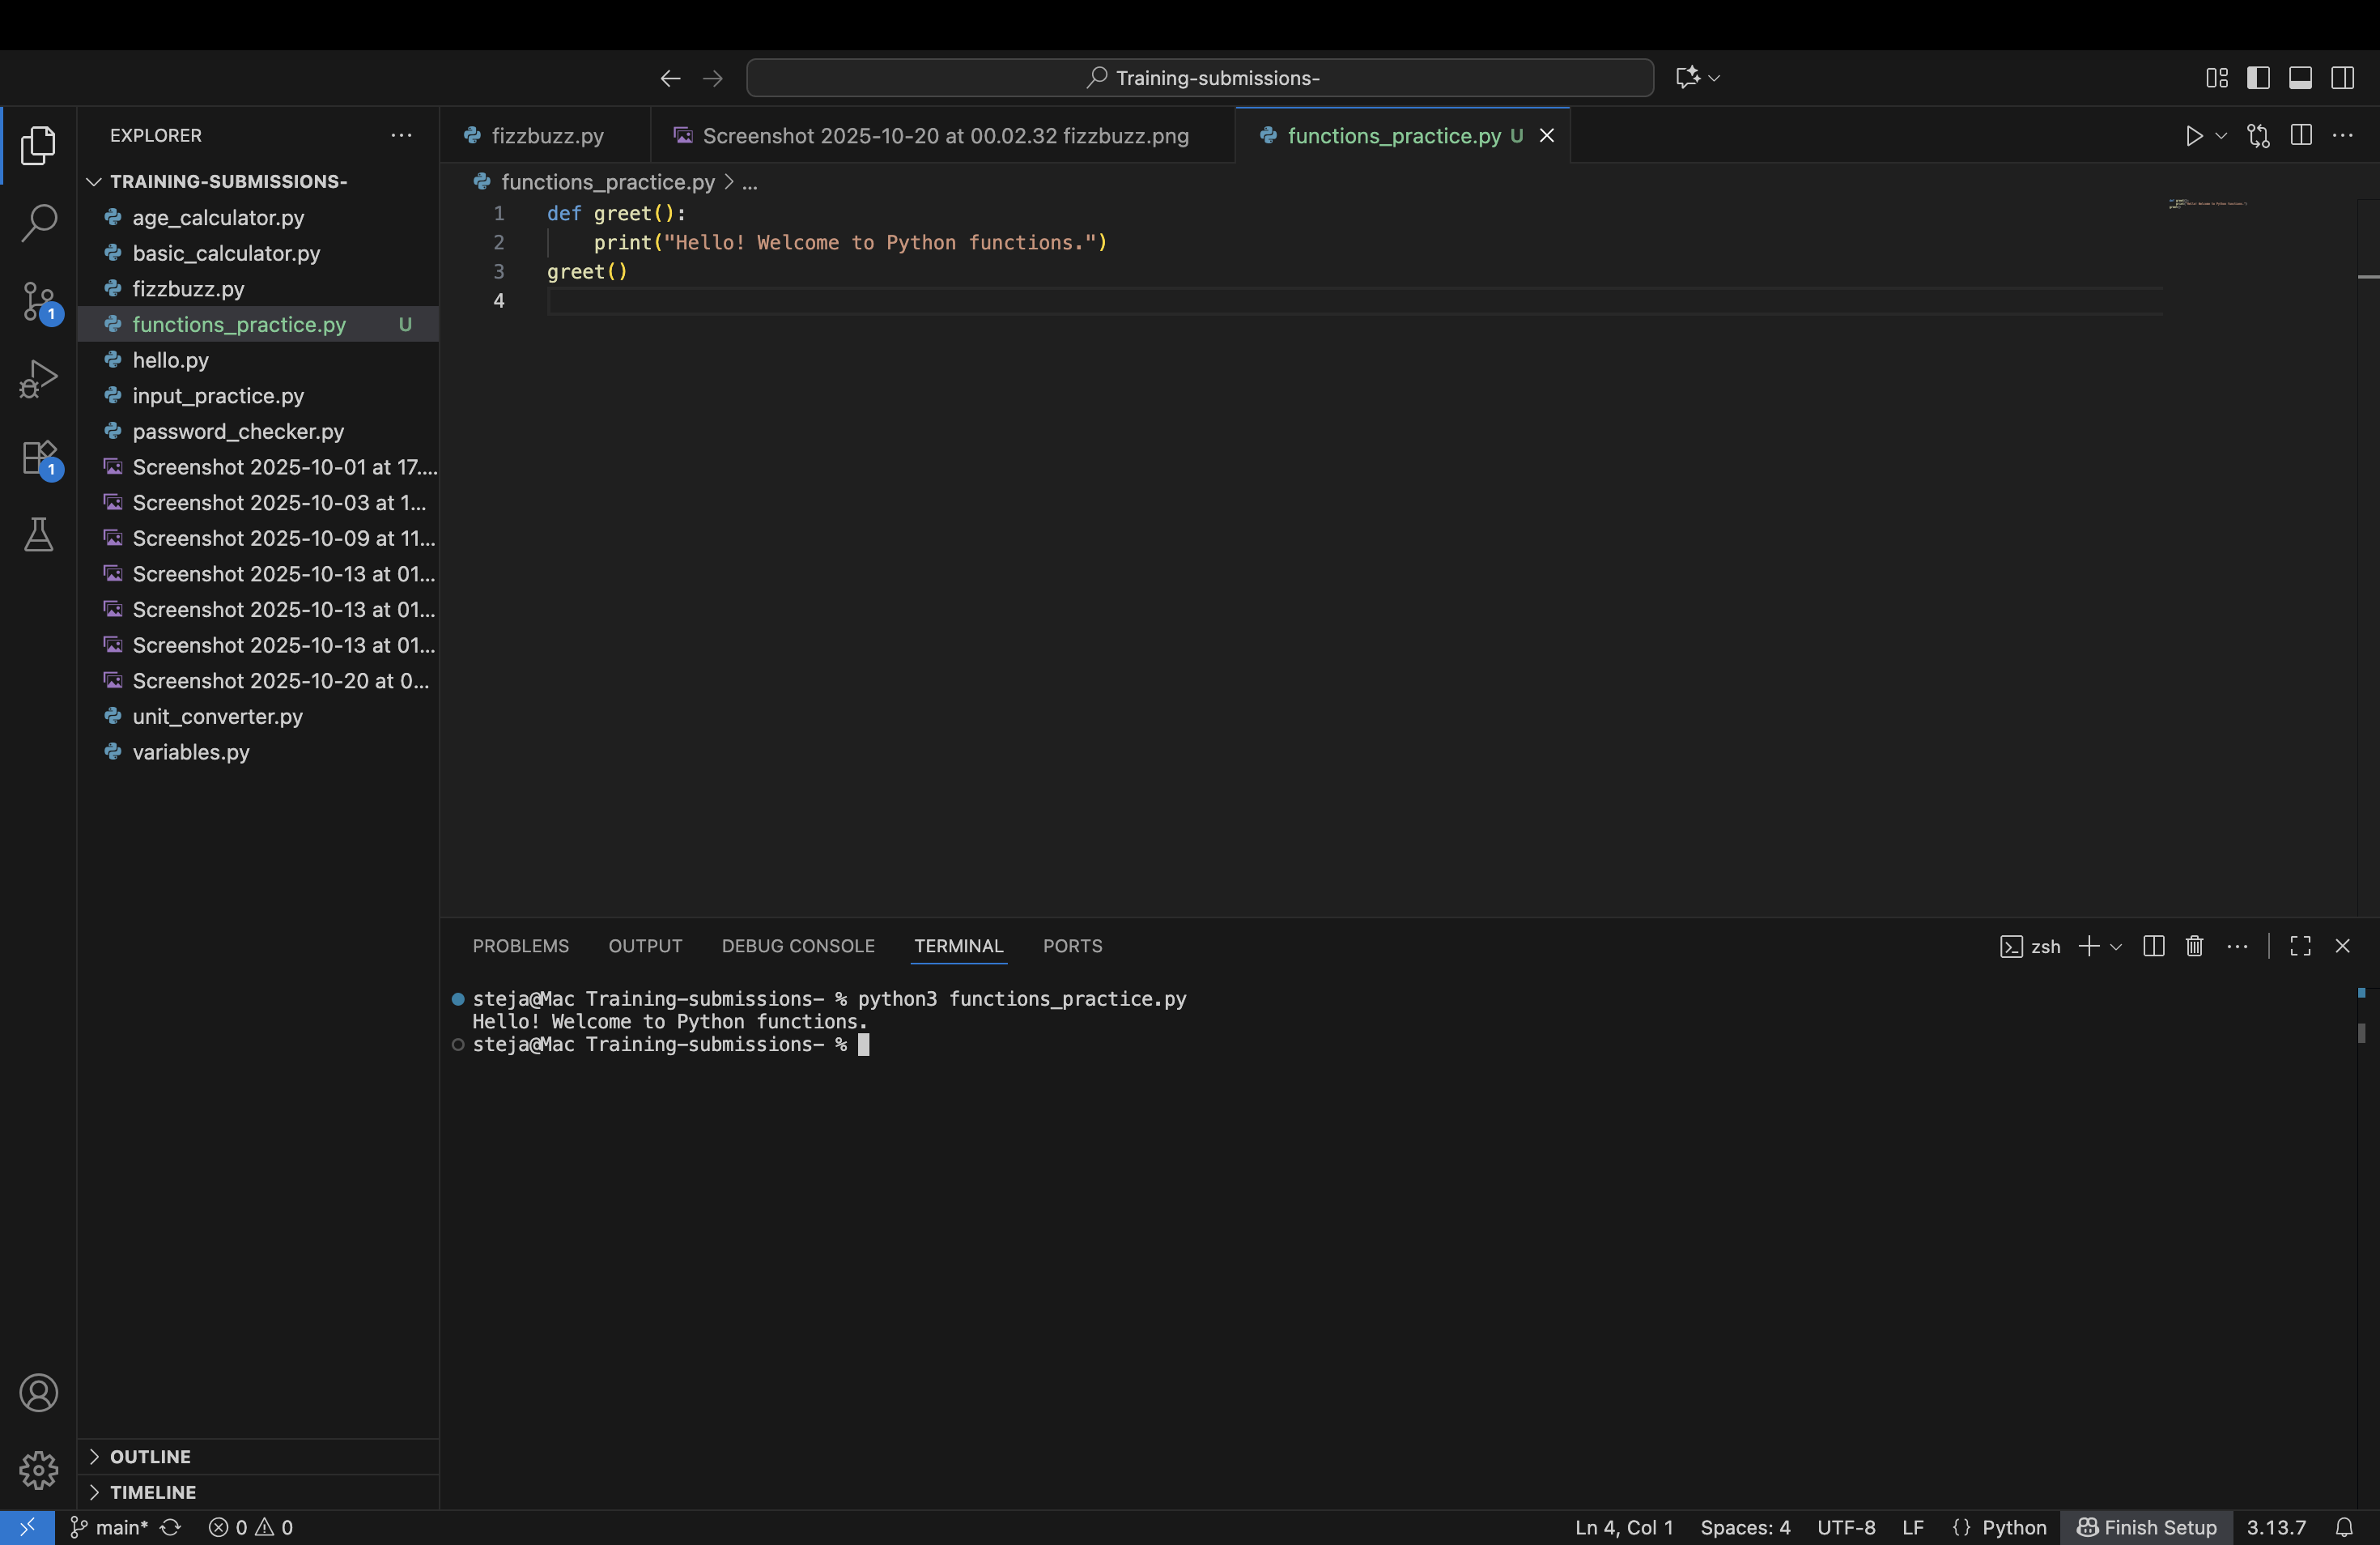 Training-submissions-
EXPLORER
fizzbuzz.py
Screenshot 2025-10-20 at 00.02.32 fizzbuzz.png
functions_practice.py U
TRAINING-SUBMISSIONS-
age_calculator.py
basic_calculator.py
fizzbuzz.py
functions_practice.py U
hello.py
input_practice.py
password_checker.py
Screenshot 2025-10-01 at 17....
Screenshot 2025-10-03 at 1...
Screenshot 2025-10-09 at 11...
Screenshot 2025-10-13 at 01...
Screenshot 2025-10-13 at 01...
Screenshot 2025-10-13 at 01...
Screenshot 2025-10-20 at 0...
unit_converter.py
variables.py
1
1
OUTLINE
TIMELINE
functions_practice.py > ...
1 def greet():
2     print("Hello! Welcome to Python functions.")
3 greet()
4
PROBLEMS OUTPUT DEBUG CONSOLE TERMINAL PORTS
zsh
steja@Mac Training-submissions- % python3 functions_practice.py
Hello! Welcome to Python functions.
steja@Mac Training-submissions- %
main* 0 0
Ln 4, Col 1 Spaces: 4 UTF-8 LF {} Python Finish Setup 3.13.7